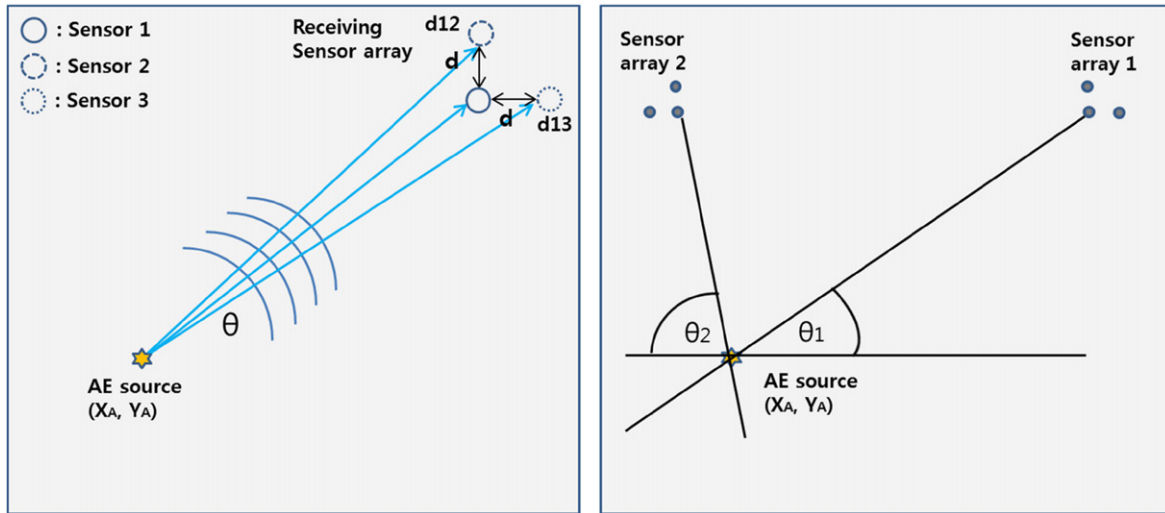 : Sensor 1
: Sensor 2
: Sensor 3
Receiving
Sensor array
d12
d
d
d13
θ
AE source
(XA, YA)
Sensor
array 2
Sensor
array 1
θ2
θ1
AE source
(XA, YA)